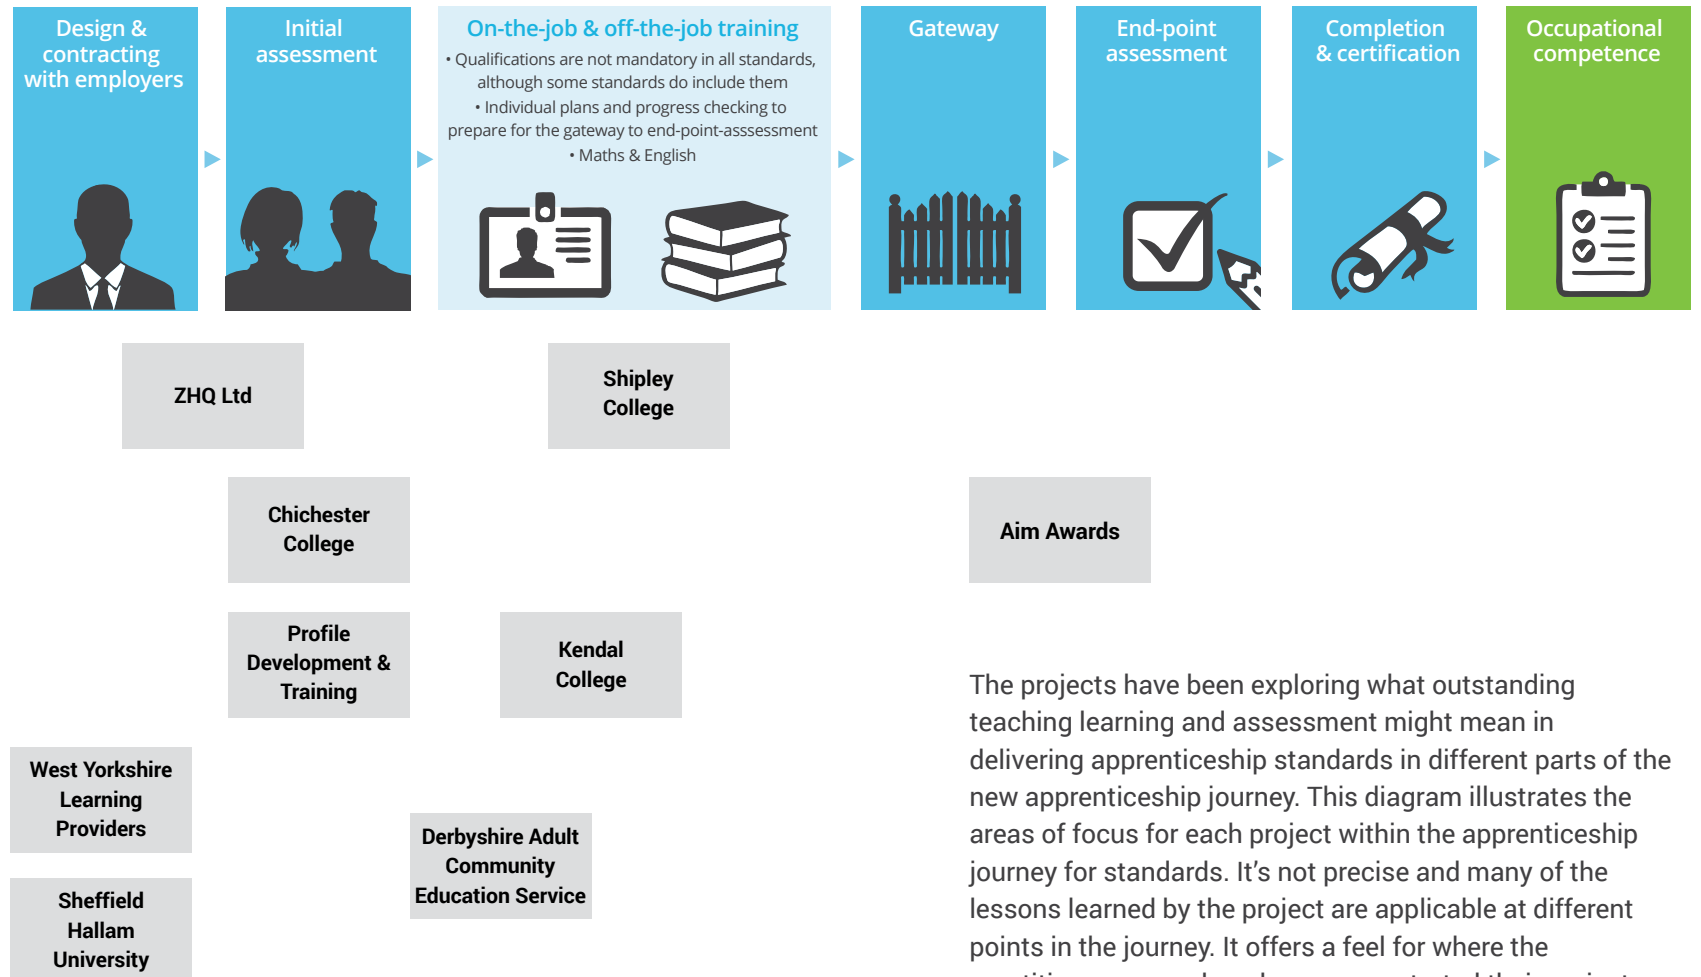 Design &
contracting
with employers
Initial
assessment
On-the-job & off-the-job training
• Qualifications are not mandatory in all standards,
although some standards do include them
• Individual plans and progress checking to
prepare for the gateway to end-point-asssessment
• Maths & English
Gateway
End-point
assessment
Completion
& certification
Occupational
competence
ZHQ Ltd
Shipley
College
Chichester
College
Aim Awards
Profile
Development &
Training
Kendal
College
West Yorkshire
Learning
Providers
Derbyshire Adult
Community
Education Service
Sheffield
Hallam
University
The projects have been exploring what outstanding
teaching learning and assessment might mean in
delivering apprenticeship standards in different parts of the
new apprenticeship journey. This diagram illustrates the
areas of focus for each project within the apprenticeship
journey for standards. It's not precise and many of the
lessons learned by the project are applicable at different
points in the journey. It offers a feel for where the